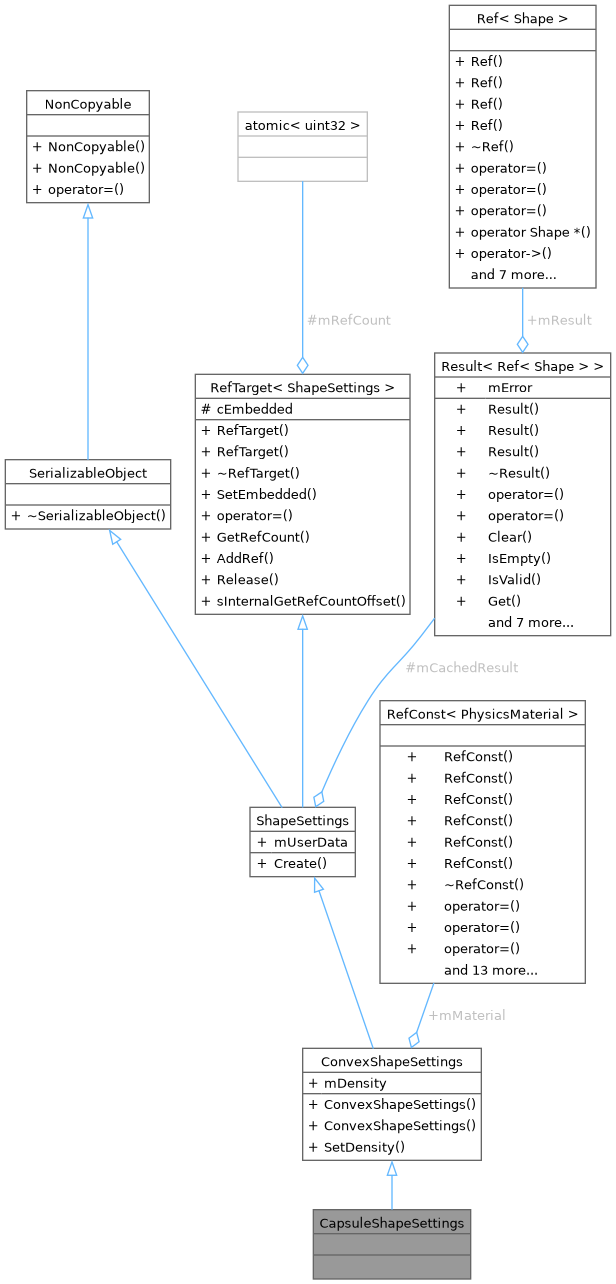 Ref< Shape >
+ Ref()
+ Ref()
+ Ref()
+ Ref()
+ ~Ref()
+ operator=()
+ operator=()
+ operator=()
+ operator Shape *()
+ operator->()
and 7 more...
NonCopyable
+ NonCopyable()
+ NonCopyable()
+ operator=()
atomic< uint32 >
#mRefCount
+mResult
Result< Ref< Shape > >
+ mError
+ Result()
+ Result()
+ Result()
+ ~Result()
+ operator=()
+ operator=()
+ Clear()
+ IsEmpty()
+ IsValid()
+ Get()
and 7 more...
RefTarget< ShapeSettings >
# cEmbedded
+ RefTarget()
+ RefTarget()
+ ~RefTarget()
+ SetEmbedded()
+ operator=()
+ GetRefCount()
+ AddRef()
+ Release()
+ sInternalGetRefCountOffset()
SerializableObject
+ ~SerializableObject()
#mCachedResult
RefConst< PhysicsMaterial >
+ RefConst()
+ RefConst()
+ RefConst()
+ RefConst()
+ RefConst()
+ RefConst()
+ ~RefConst()
+ operator=()
+ operator=()
+ operator=()
and 13 more...
ShapeSettings
+ mUserData
+ Create()
+mMaterial
ConvexShapeSettings
+ mDensity
+ ConvexShapeSettings()
+ ConvexShapeSettings()
+ SetDensity()
CapsuleShapeSettings